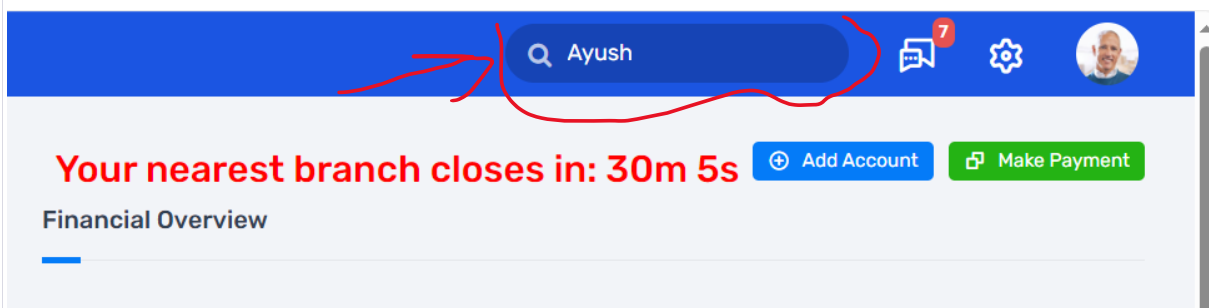 Ayush
7
Your nearest branch closes in: 30m 5s
Add Account
Make Payment
Financial Overview